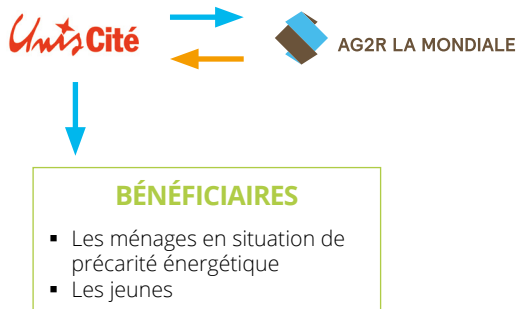 Unis Cité
AG2R LA MONDIALE
BÉNÉFICIAIRES
▪ Les ménages en situation de
précarité énergétique
▪ Les jeunes